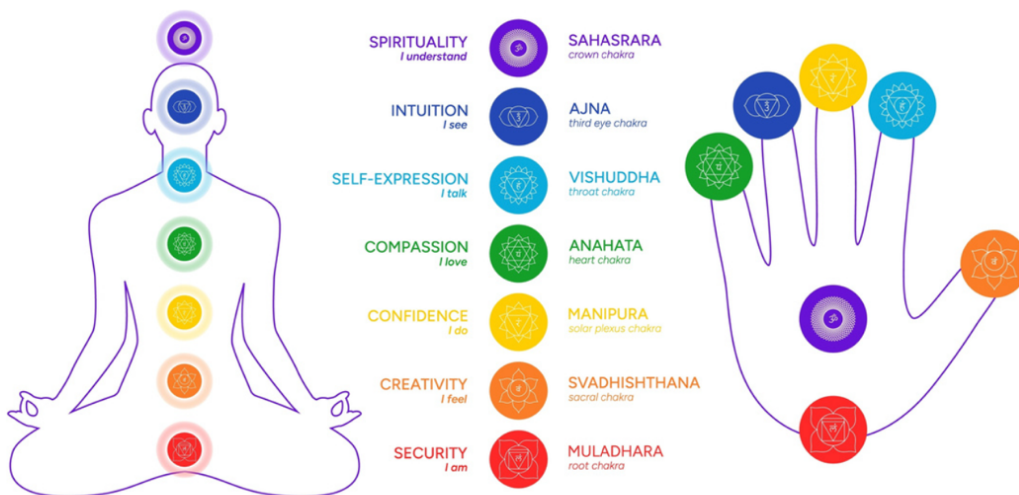 SPIRITUALITY
I understand
SAHASRARA
crown chakra
INTUITION
I see
AJNA
third eye chakra
SELF-EXPRESSION
I talk
VISHUDDHA
throat chakra
COMPASSION
I love
ANAHATA
heart chakra
CONFIDENCE
I do
MANIPURA
solar plexus chakra
CREATIVITY
I feel
SVADHISHTHANA
sacral chakra
SECURITY
I am
MULADHARA
root chakra